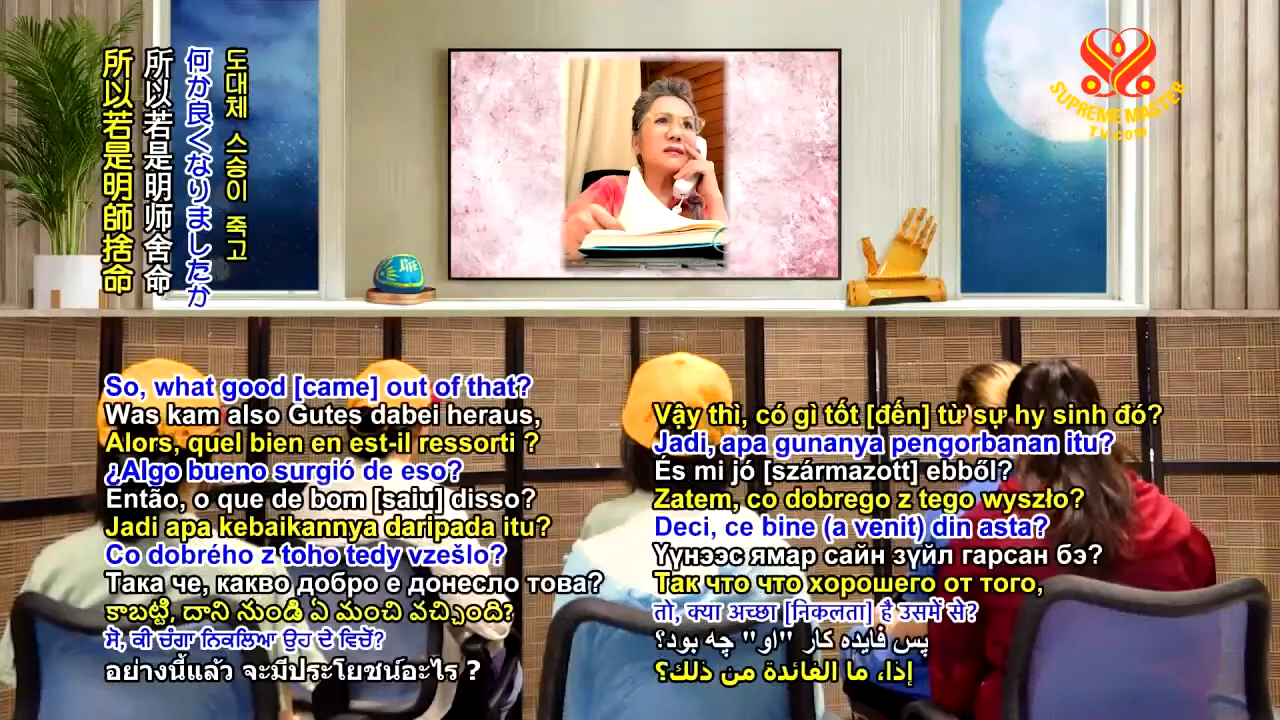 도대체 스승이 죽고
何か良くなりましたか
所以若是明师舍命
所以若是明師捨命
SUPREME MASTER
TV.com
So, what good [came] out of that?
Was kam also Gutes dabei heraus,
Alors, quel bien en est-il ressorti ?
¿Algo bueno surgió de eso?
Então, o que de bom [saiu] disso?
Jadi apa kebaikannya daripada itu?
Co dobrého z toho tedy vzešlo?
Така че, какво добро е донесло това?
కాబట్టి, దాని నుండి ఏ మంచి వచ్చింది?
ਸੋ, ਕੀ ਚੰਗਾ ਨਿਕਲਿਆ ਉਹ ਦੇ ਵਿਚੋਂ?
อย่างนี้แล้ว จะมีประโยชน์อะไร ?
Vậy thì, có gì tốt [đến] từ sự hy sinh đó?
Jadi, apa gunanya pengorbanan itu?
És mi jó [származott] ebből?
Zatem, co dobrego z tego wyszło?
Deci, ce bine (a venit) din asta?
Үүнээс ямар сайн зүйл гарсан бэ?
Так что что хорошего от того,
तो, क्या अच्छा [निकलता] है उसमें से?
پس فایده کار "او" چه بود؟
إذا، ما الفائدة من ذلك؟